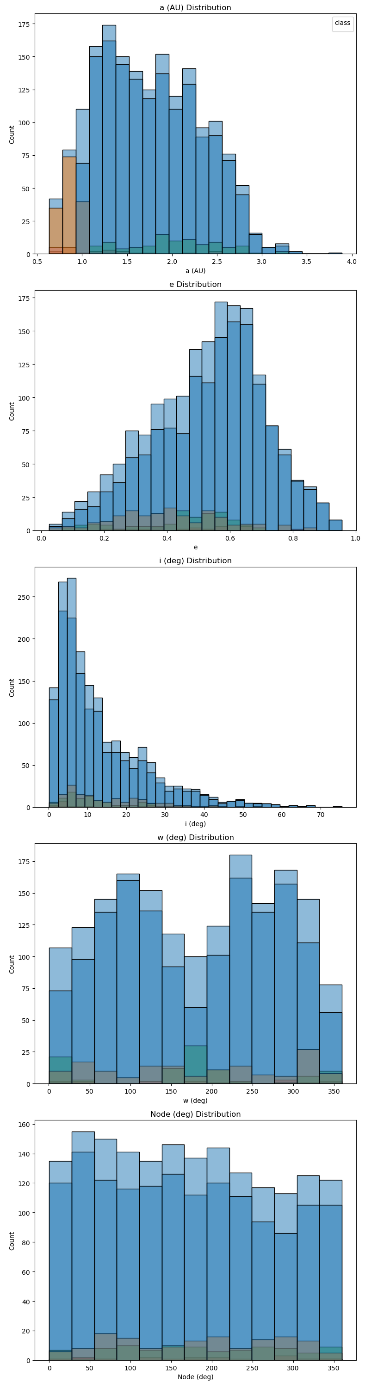 a (AU) Distribution
class
175
150
125
100
75
50
25
0
Count
0.5 1.0 1.5 2.0 2.5 3.0 3.5 4.0
a (AU)
e Distribution
175
150
125
100
75
50
25
0
Count
0.0 0.2 0.4 0.6 0.8 1.0
e
i (deg) Distribution
250
200
150
100
50
0
Count
0 10 20 30 40 50 60 70
i (deg)
w (deg) Distribution
175
150
125
100
75
50
25
0
Count
0 50 100 150 200 250 300 350
w (deg)
Node (deg) Distribution
160
140
120
100
80
60
40
20
0
Count
0 50 100 150 200 250 300 350
Node (deg)